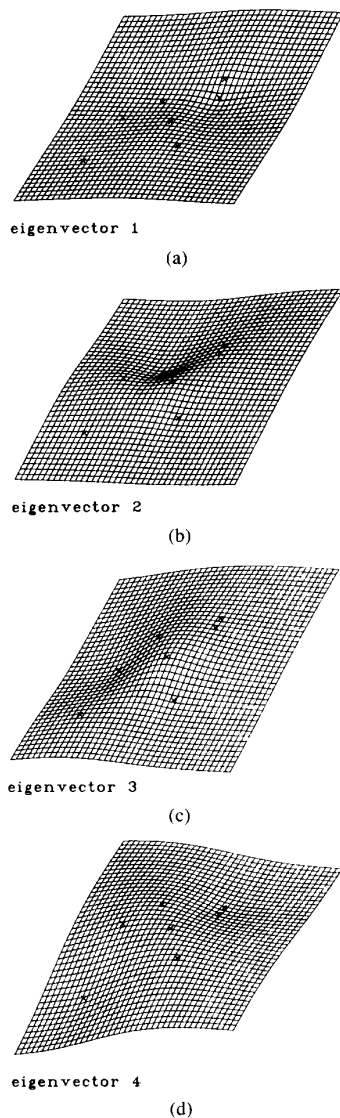 eigenvector 1
(a)
eigenvector 2
(b)
eigenvector 3
(c)
eigenvector 4
(d)